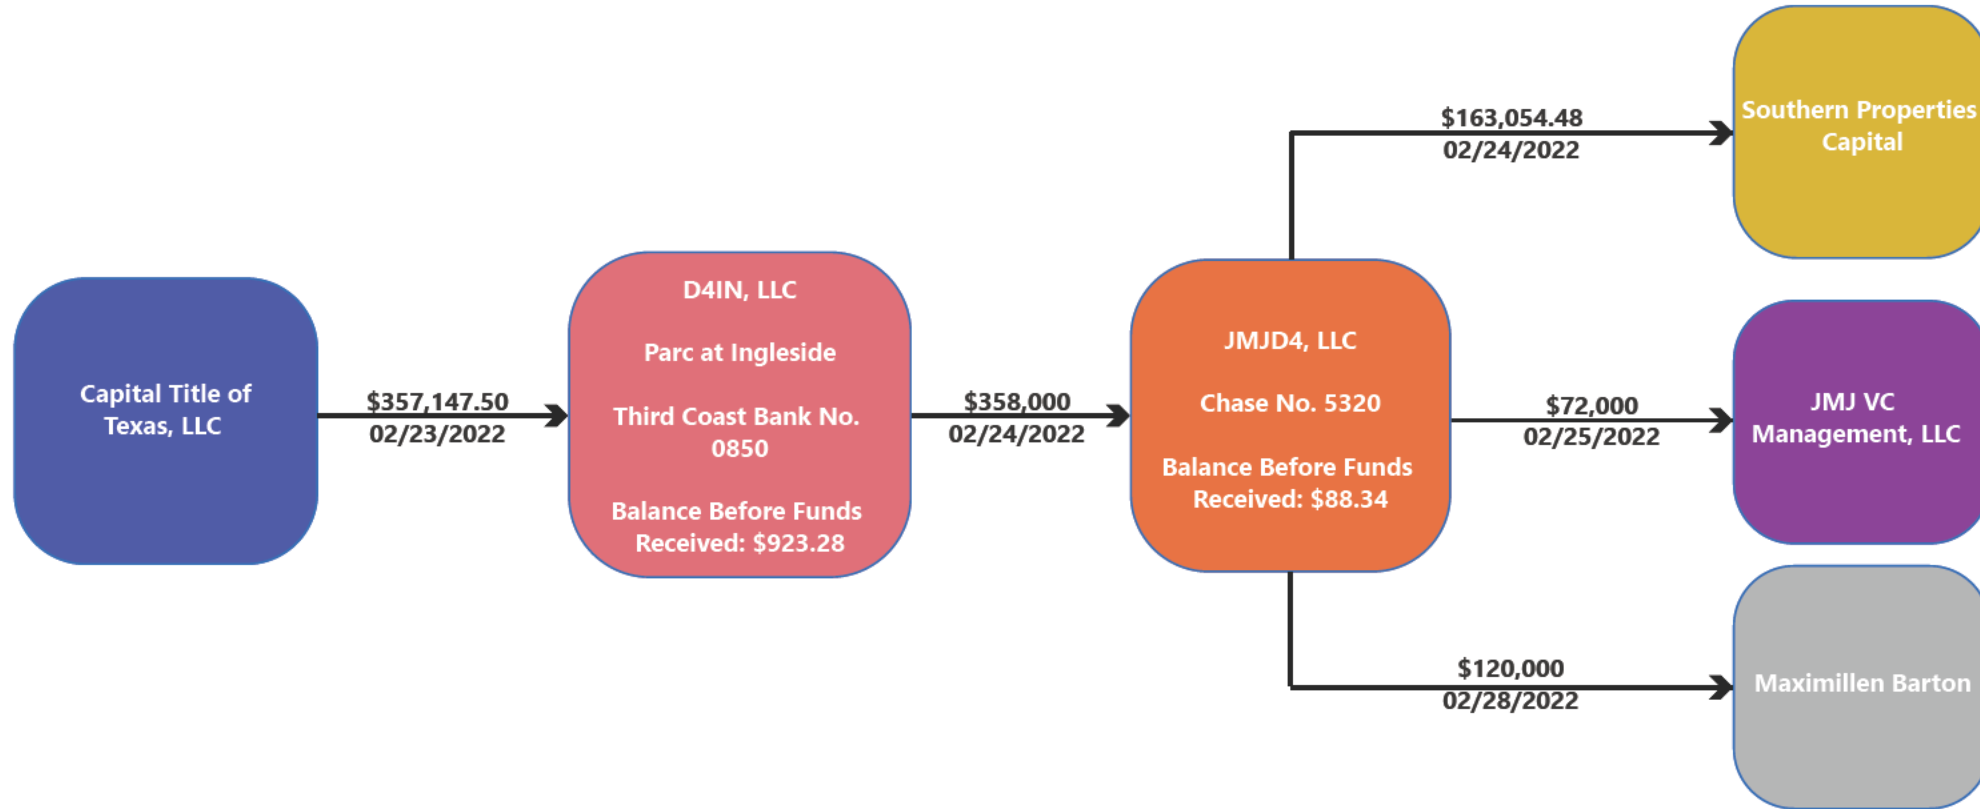 Capital Title of
Texas, LLC
$357,147.50
02/23/2022
D4IN, LLC
Parc at Ingleside
Third Coast Bank No.
0850
Balance Before Funds
Received: $923.28
$358,000
02/24/2022
JMJD4, LLC
Chase No. 5320
Balance Before Funds
Received: $88.34
$163,054.48
02/24/2022
Southern Properties
Capital
$72,000
02/25/2022
JMJ VC
Management, LLC
$120,000
02/28/2022
Maximillen Barton